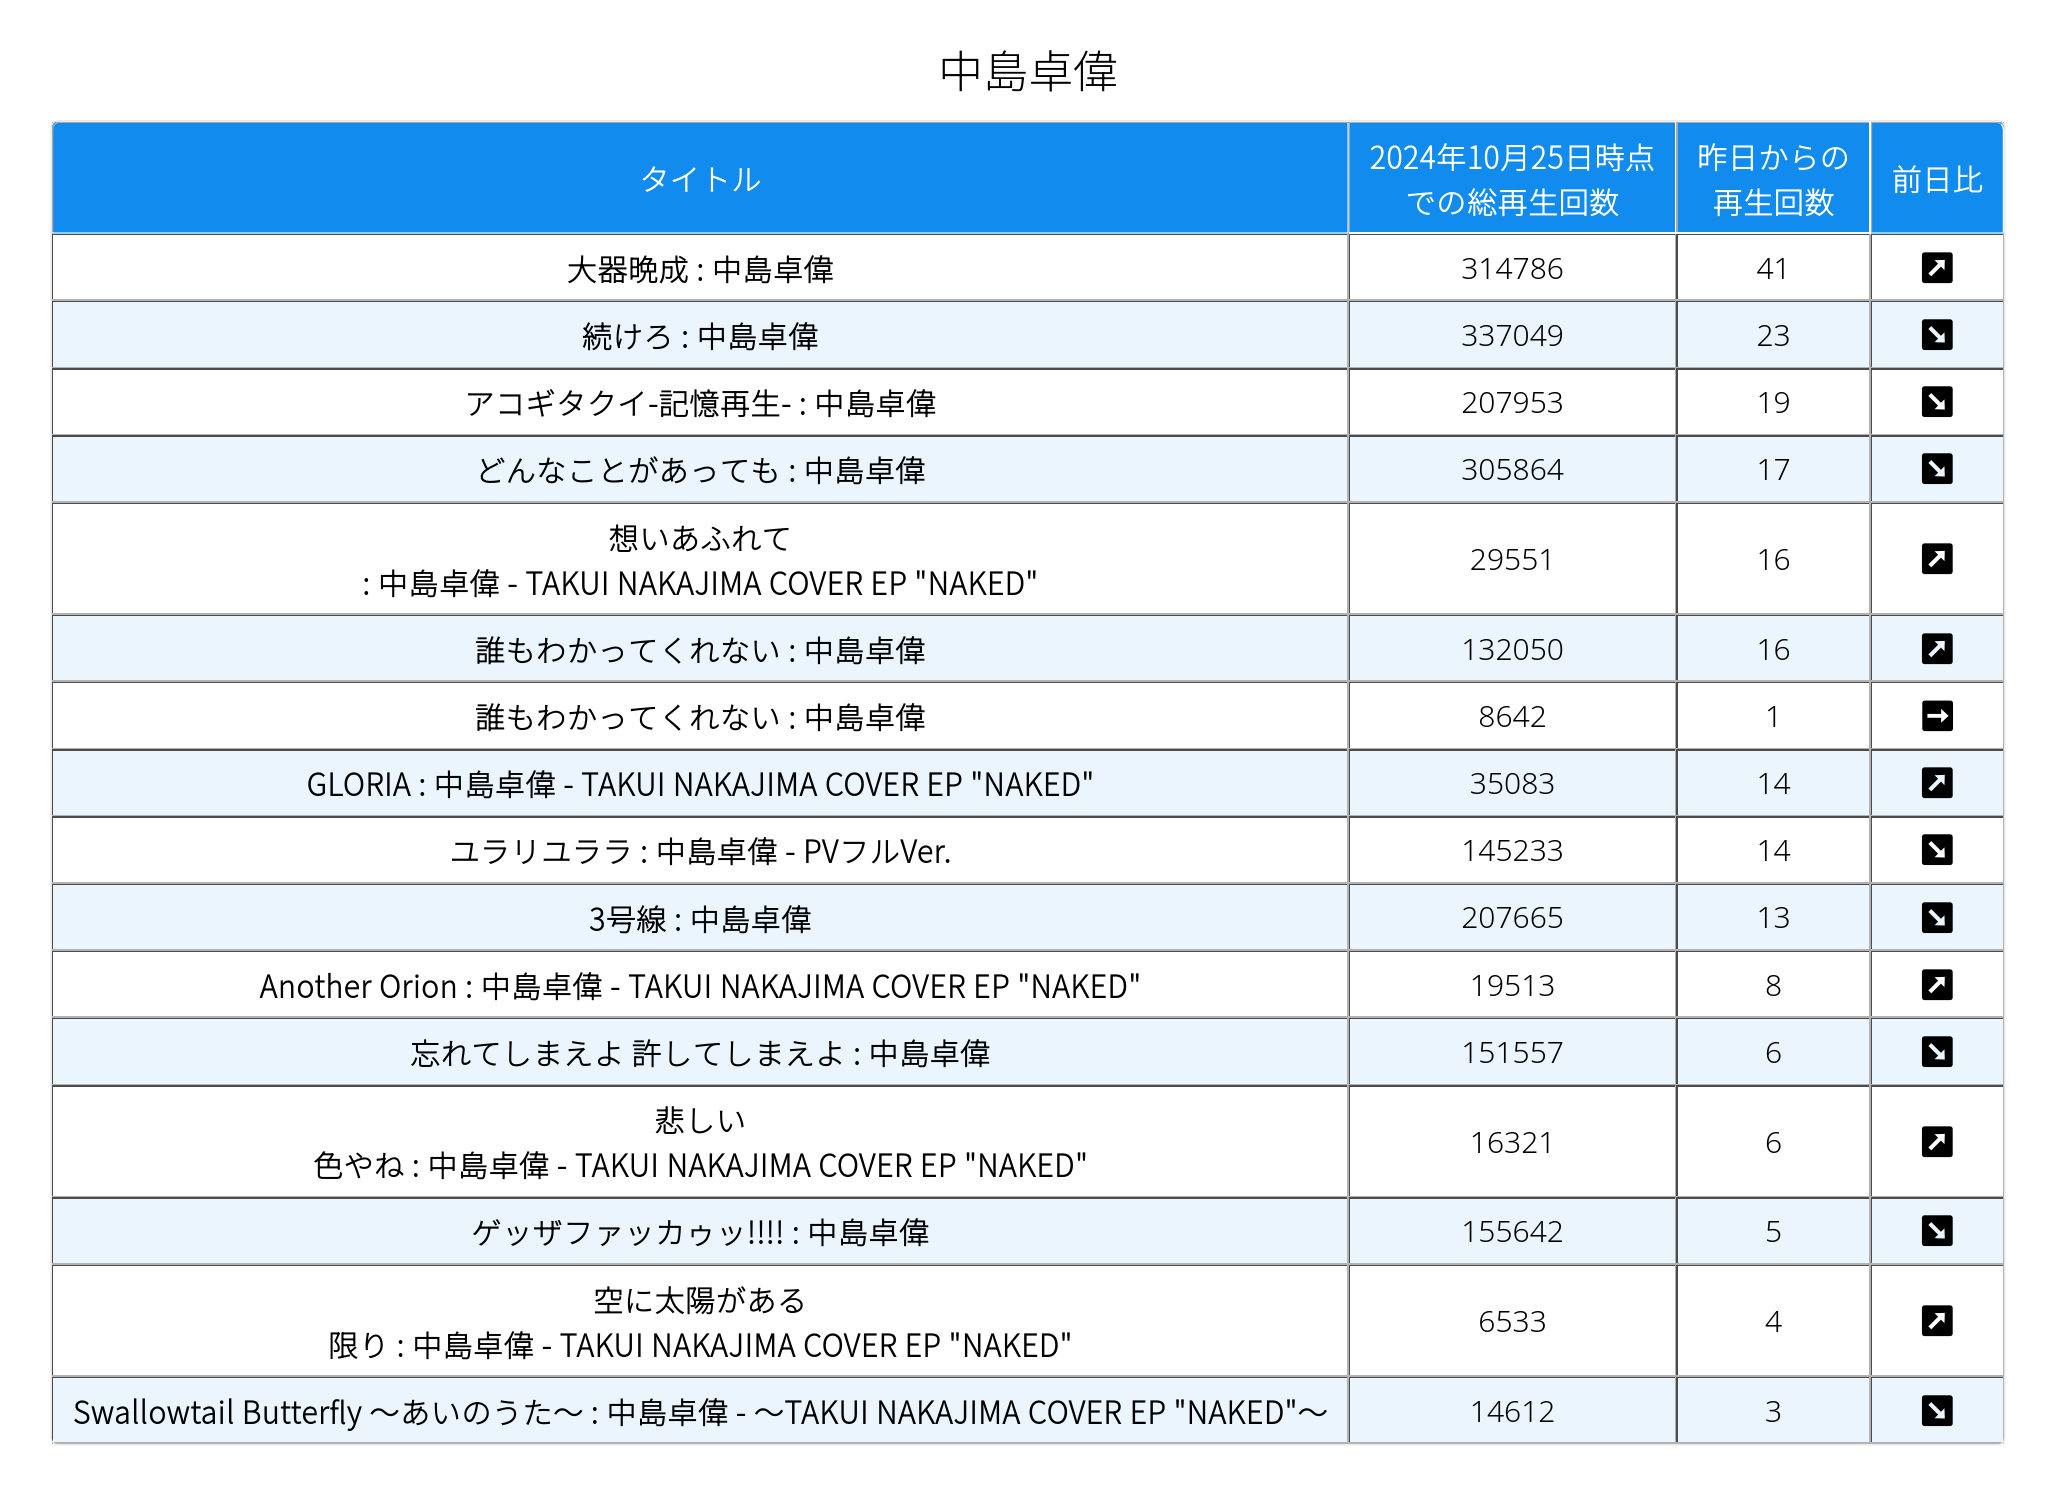 中島卓偉
タイトル
2024年10月25日時点
での総再生回数
昨日からの
再生回数
前日比
大器晩成 : 中島卓偉 314786 41 ↗
続けろ : 中島卓偉 337049 23 ↘
アコギタクイ-記憶再生- : 中島卓偉 207953 19 ↘
どんなことがあっても : 中島卓偉 305864 17 ↘
想いあふれて
: 中島卓偉 - TAKUI NAKAJIMA COVER EP "NAKED" 29551 16 ↗
誰もわかってくれない : 中島卓偉 132050 16 ↗
誰もわかってくれない : 中島卓偉 8642 1 →
GLORIA : 中島卓偉 - TAKUI NAKAJIMA COVER EP "NAKED" 35083 14 ↗
ユラリユララ : 中島卓偉 - PVフルVer. 145233 14 ↘
3号線 : 中島卓偉 207665 13 ↘
Another Orion : 中島卓偉 - TAKUI NAKAJIMA COVER EP "NAKED" 19513 8 ↗
忘れてしまえよ 許してしまえよ : 中島卓偉 151557 6 ↘
悲しい
色やね : 中島卓偉 - TAKUI NAKAJIMA COVER EP "NAKED" 16321 6 ↗
ゲッザファッカゥッ!!!! : 中島卓偉 155642 5 ↘
空に太陽がある
限り : 中島卓偉 - TAKUI NAKAJIMA COVER EP "NAKED" 6533 4 ↗
Swallowtail Butterfly 〜あいのうた〜 : 中島卓偉 - 〜TAKUI NAKAJIMA COVER EP "NAKED"〜 14612 3 ↘